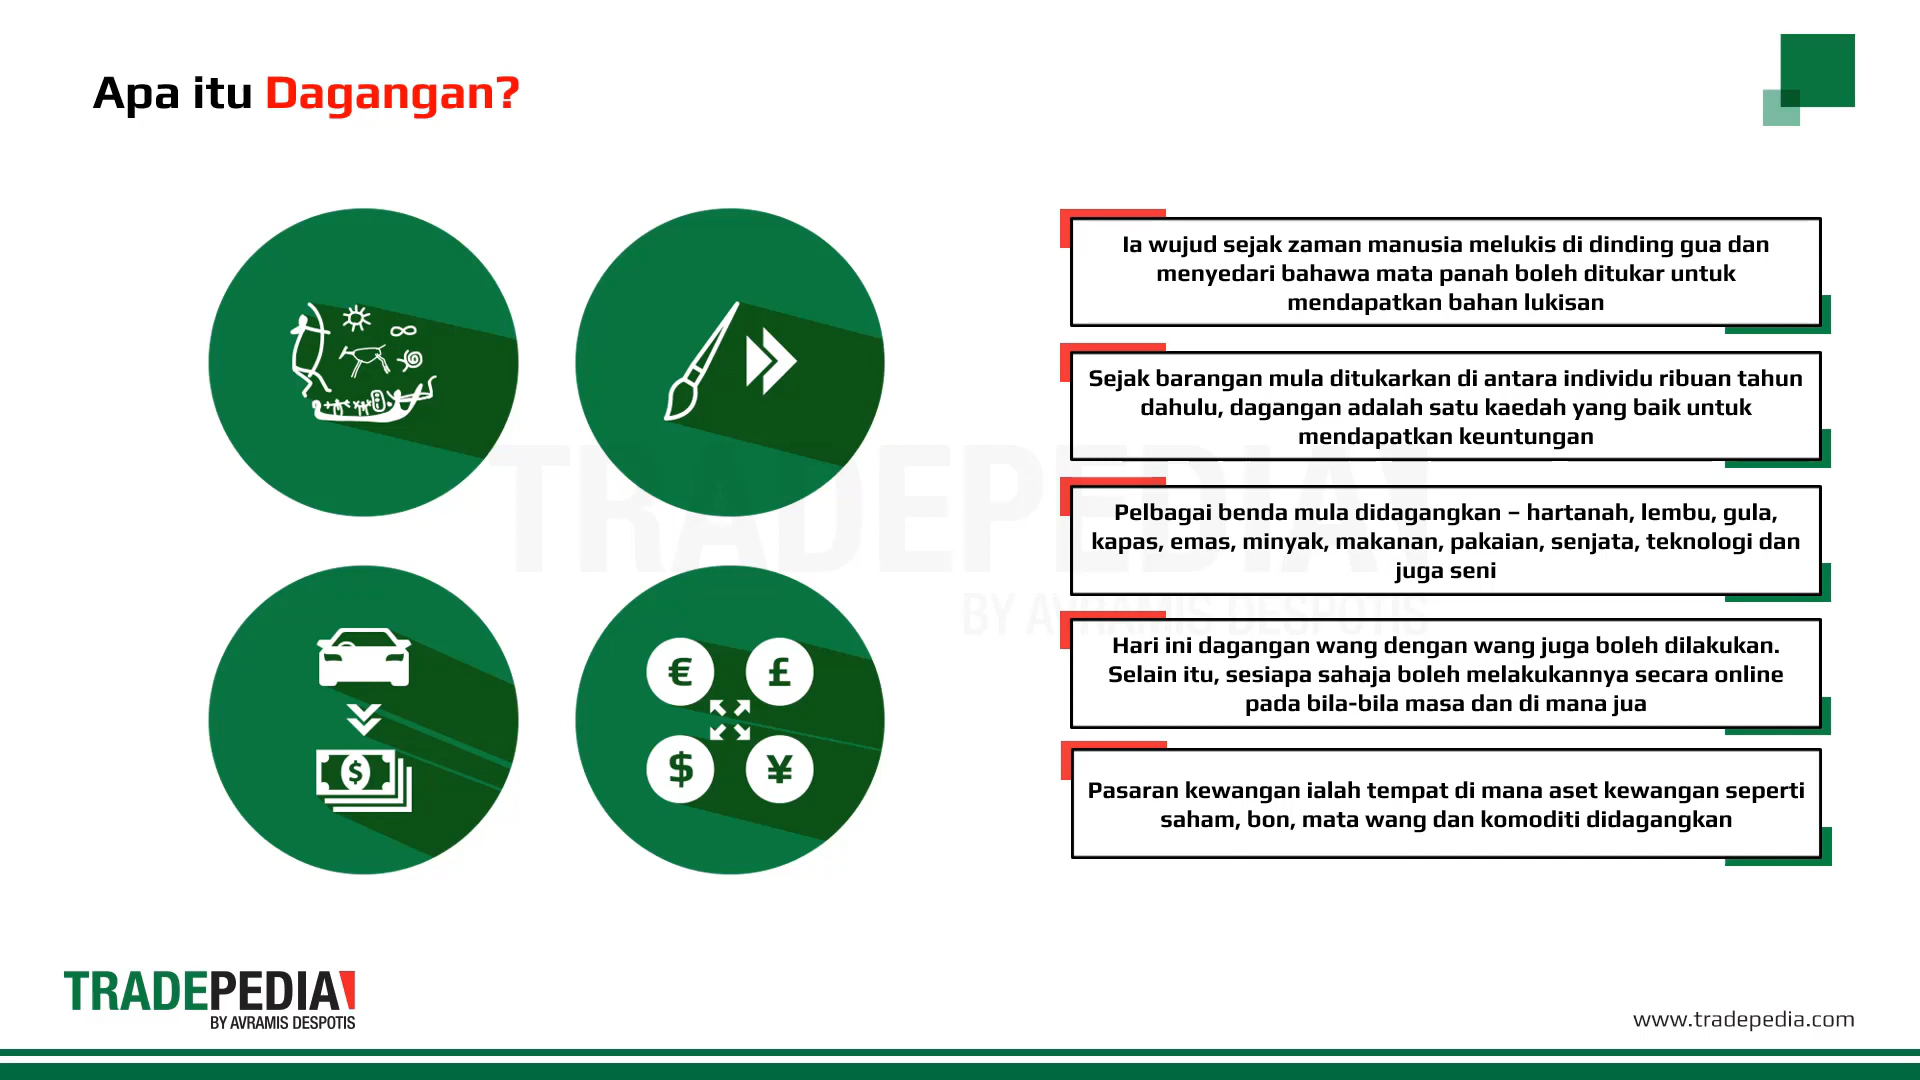 Apa itu Dagangan?
Ia wujud sejak zaman manusia melukis di dinding gua dan
menyedari bahawa mata panah boleh ditukar untuk
mendapatkan bahan lukisan
Sejak barangan mula ditukarkan di antara individu ribuan tahun
dahulu, dagangan adalah satu kaedah yang baik untuk
mendapatkan keuntungan
Pelbagai benda mula didagangkan – hartanah, lembu, gula,
kapas, emas, minyak, makanan, pakaian, senjata, teknologi dan
juga seni
Hari ini dagangan wang dengan wang juga boleh dilakukan.
Selain itu, sesiapa sahaja boleh melakukannya secara online
pada bila-bila masa dan di mana jua
Pasaran kewangan ialah tempat di mana aset kewangan seperti
saham, bon, mata wang dan komoditi didagangkan
€ £
$ ¥
$
TRADEPEDIA
BY AVRAMIS DESPOTIS
TRADEPEDIA
BY AVRAMIS DESPOTIS
www.tradepedia.com